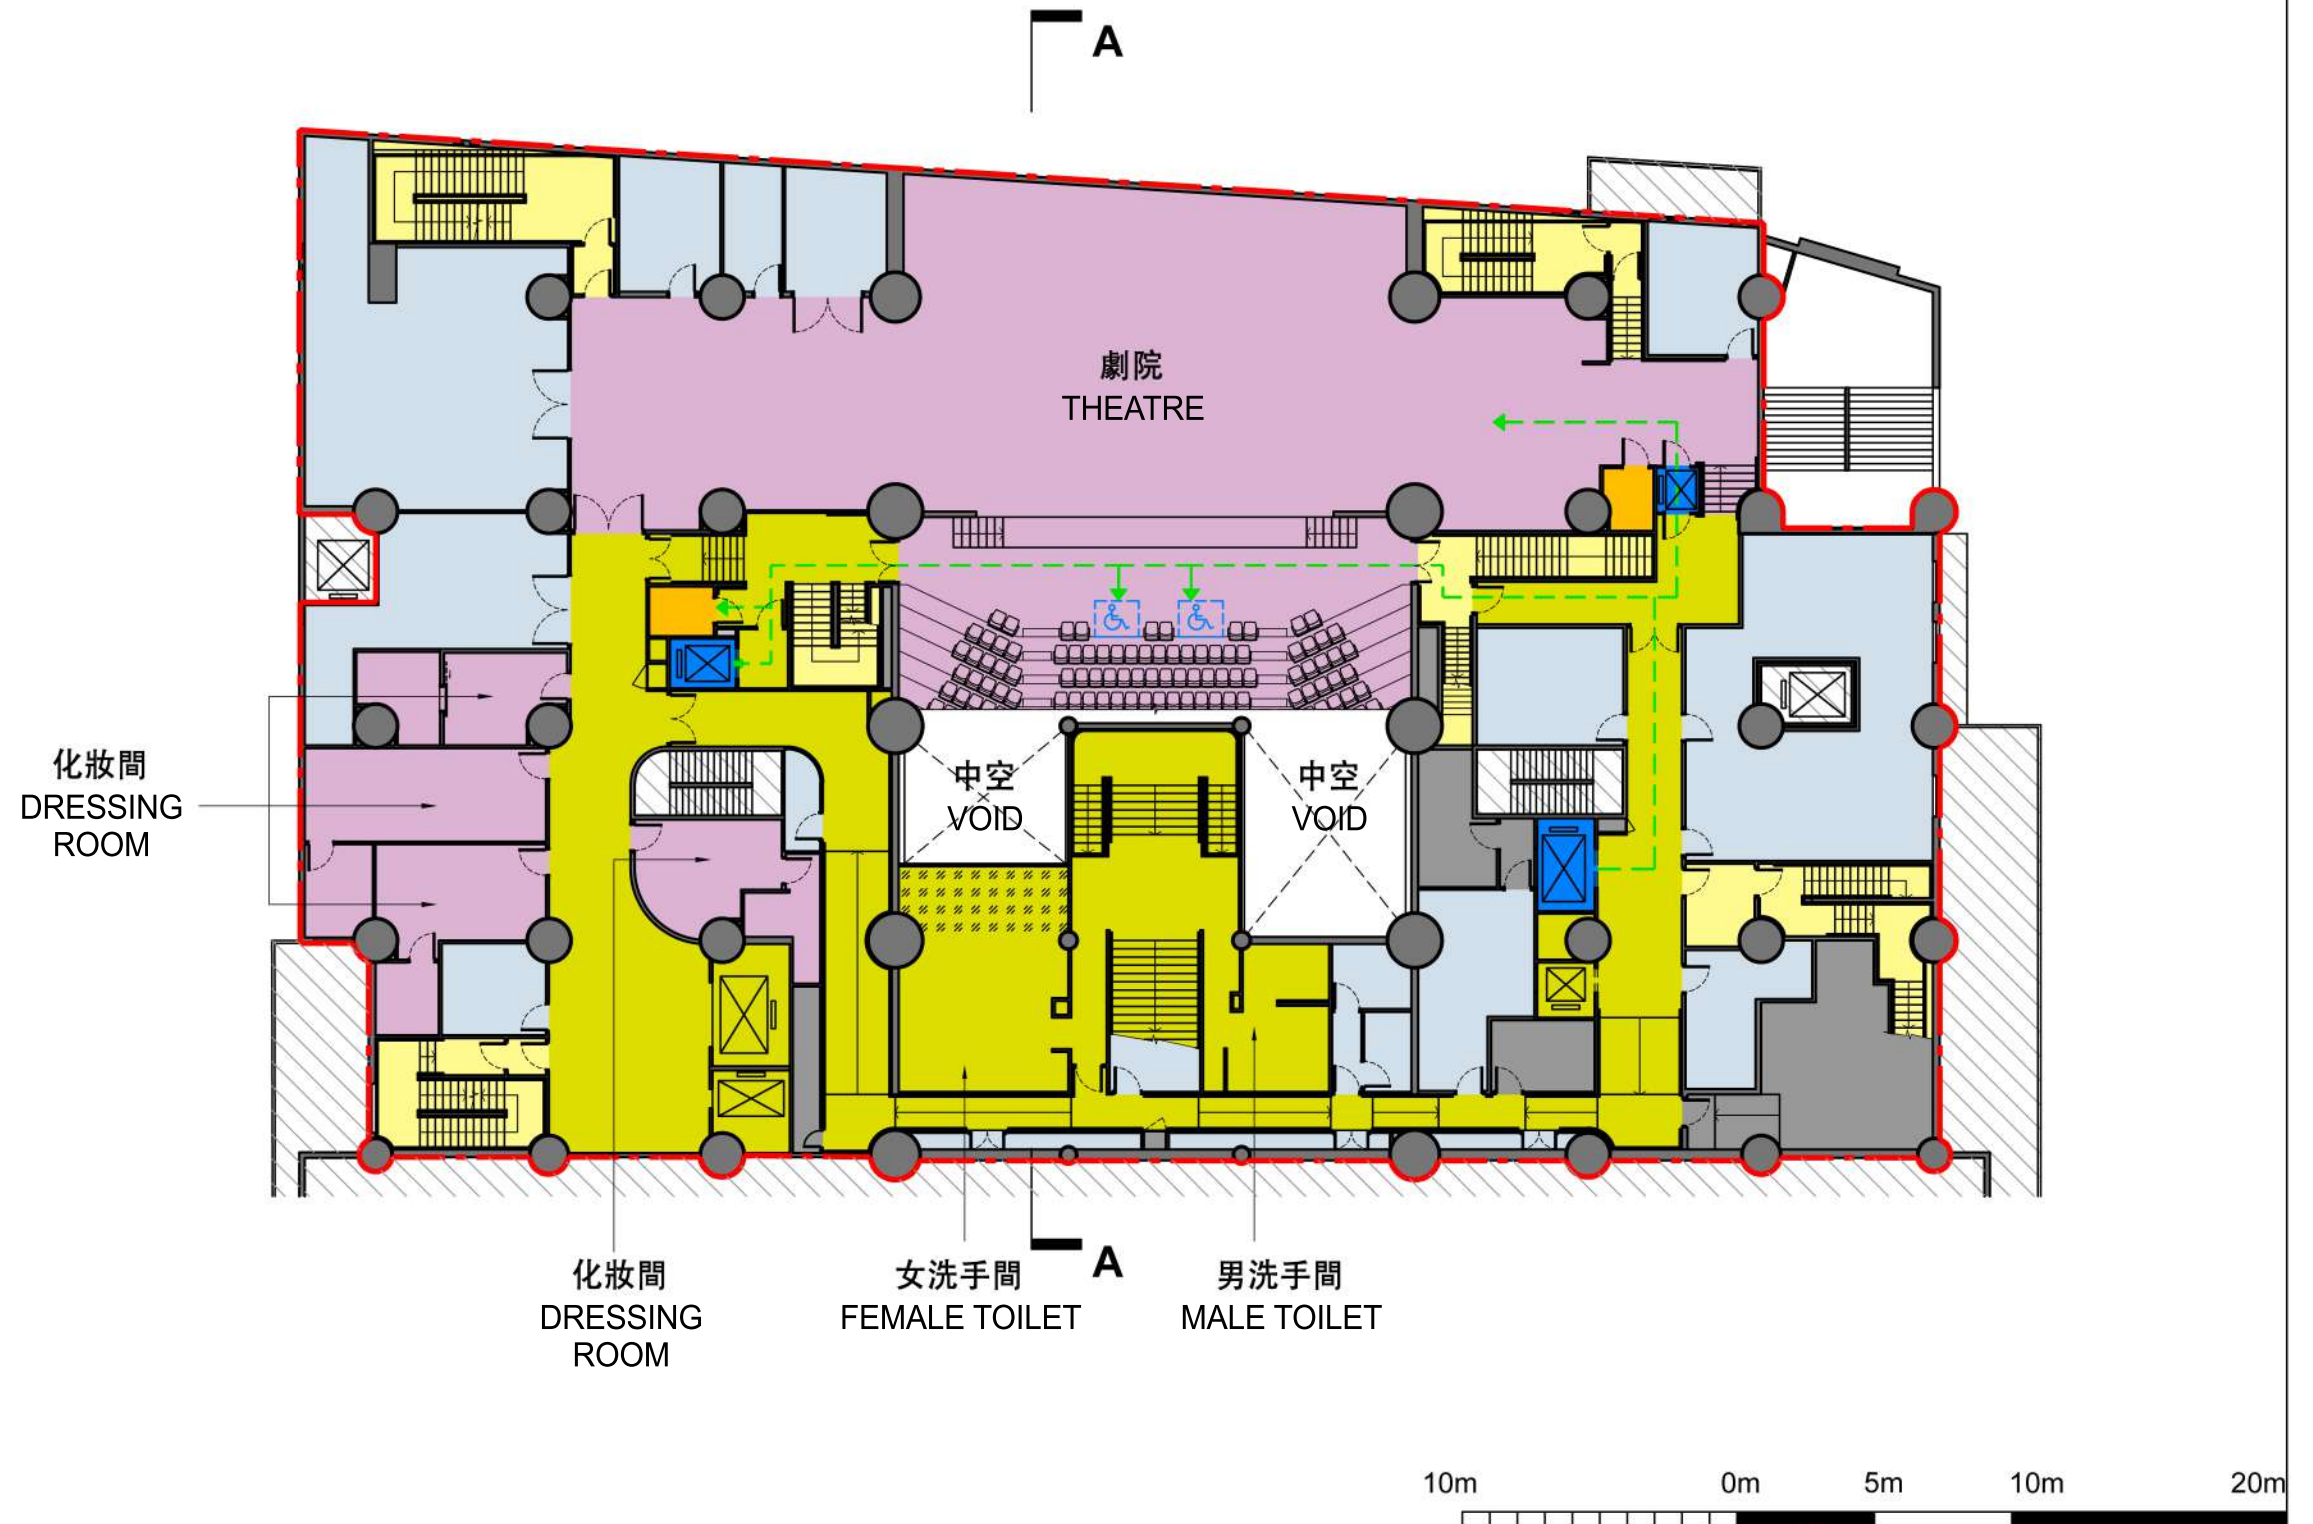 A
劇院
THEATRE
化妝間
DRESSING
ROOM
中空
VOID
中空
VOID
A
化妝間
DRESSING
ROOM
女洗手間
FEMALE TOILET
男洗手間
MALE TOILET
10m 0m 5m 10m 20m